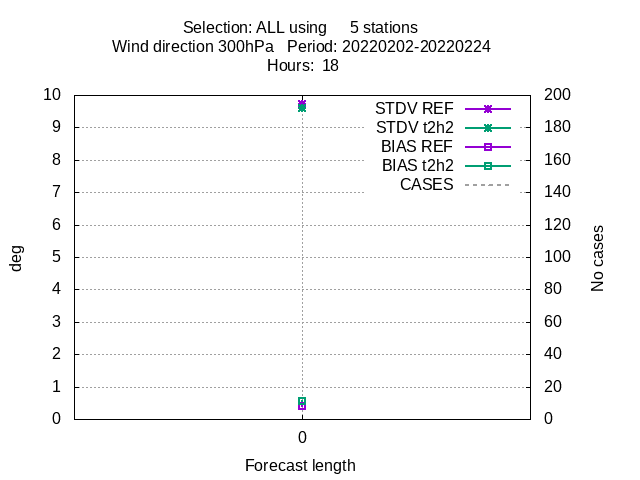 Selection: ALL using     5 stations
Wind direction 300hPa   Period: 20220202-20220224
Hours:  18
10
9
8
7
6
5
4
3
2
1
0
deg
200
180
160
140
120
100
80
60
40
20
0
No cases
STDV REF
STDV t2h2
BIAS REF
BIAS t2h2
CASES
0
Forecast length